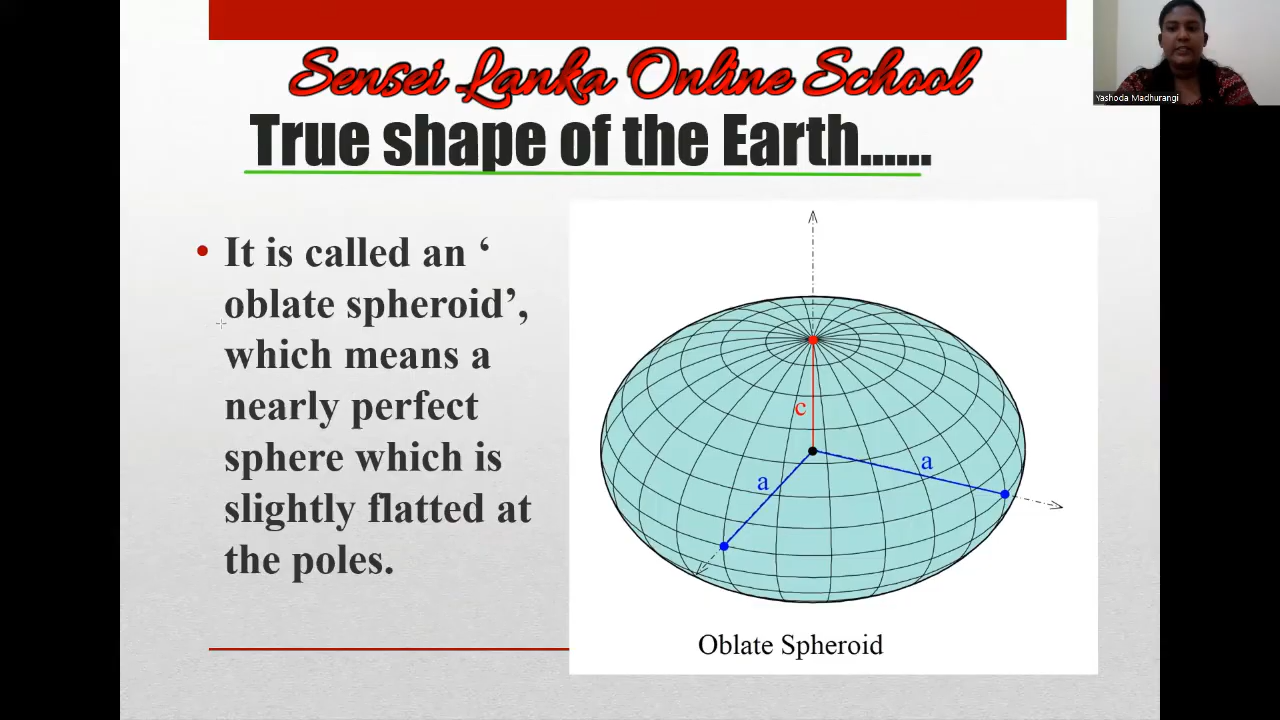 Sensei Lanka Online School
True shape of the Earth......
Yashoda Madhurangi
• It is called an ‘
oblate spheroid’,
which means a
nearly perfect
sphere which is
slightly flatted at
the poles.
c
a
a
Oblate Spheroid